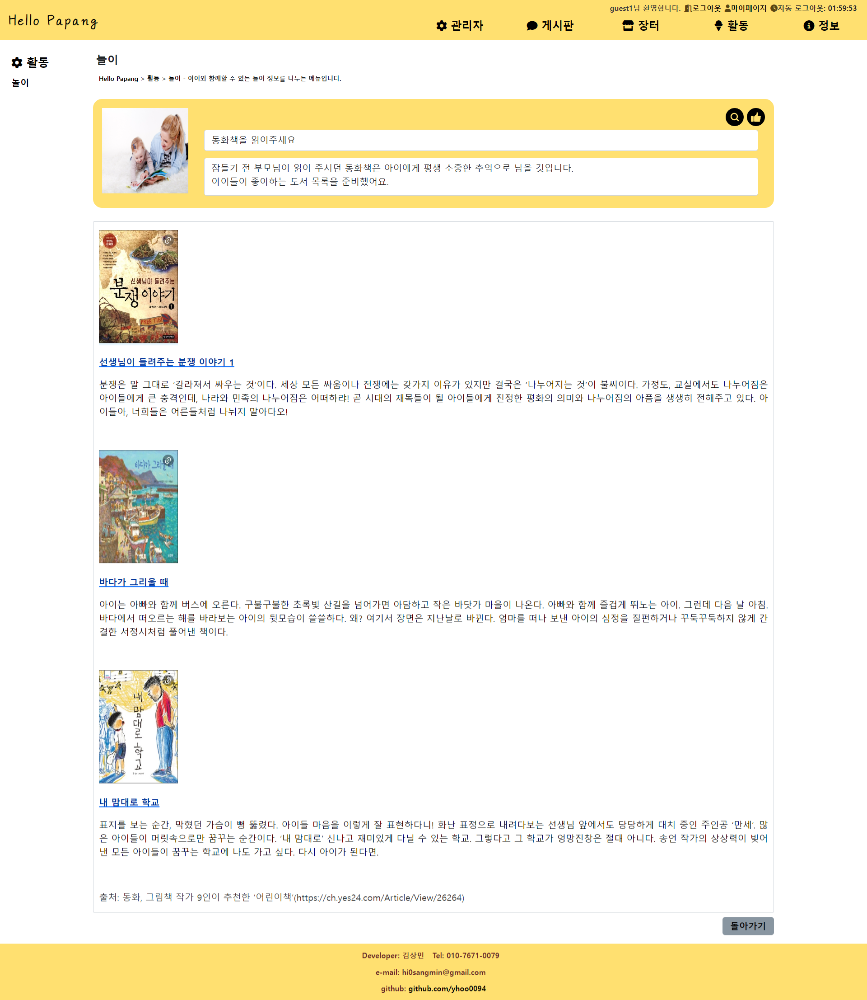 guest1님 환영합니다. 로그아웃 마이페이지 자동 로그아웃: 01:59:53
Hello Papang
관리자 게시판 장터 활동 정보
활동
놀이
놀이
Hello Papang > 활동 > 놀이 - 아이와 함께할 수 있는 놀이 정보를 나누는 메뉴입니다.
동화책을 읽어주세요
잠들기 전 부모님이 읽어 주시던 동화책은 아이에게 평생 소중한 추억으로 남을 것입니다.
아이들이 좋아하는 도서 목록을 준비했어요.
선생님이 들려주는
분쟁 이야기
1
FREE TIBE
선생님이 들려주는 분쟁 이야기 1
분쟁은 말 그대로 ‘갈라져서 싸우는 것’이다. 세상 모든 싸움이나 전쟁에는 갖가지 이유가 있지만 결국은 ‘나누어지는 것’이 불씨이다. 가정도, 교실에서도 나누어짐은
아이들에게 큰 충격인데, 나라와 민족의 나누어짐은 어떠하랴! 곧 시대의 재목들이 될 아이들에게 진정한 평화의 의미와 나누어짐의 아픔을 생생히 전해주고 있다. 아
이들아, 너희들은 어른들처럼 나뉘지 말아다오!
바다가 그리울 때
바다가 그리울 때
아이는 아빠와 함께 버스에 오른다. 구불구불한 초록빛 산길을 넘어가면 아담하고 작은 바닷가 마을이 나온다. 아빠와 함께 즐겁게 뛰노는 아이. 그런데 다음 날 아침.
바다에서 떠오르는 해를 바라보는 아이의 뒷모습이 쓸쓸하다. 왜? 여기서 장면은 지난날로 바뀐다. 엄마를 떠나 보낸 아이의 심정을 질펀하거나 꾸둑꾸둑하지 않게 간
결한 서정시처럼 풀어낸 책이다.
내 맘대로 학교
내 맘대로 학교
표지를 보는 순간, 막혔던 가슴이 뻥 뚫렸다. 아이들 마음을 이렇게 잘 표현하다니! 화난 표정으로 내려다보는 선생님 앞에서도 당당하게 대치 중인 주인공 ‘만세’. 많
은 아이들이 머릿속으로만 꿈꾸는 순간이다. ‘내 맘대로’ 신나고 재미있게 다닐 수 있는 학교. 그렇다고 그 학교가 엉망진창은 절대 아니다. 송언 작가의 상상력이 빚어
낸 모든 아이들이 꿈꾸는 학교에 나도 가고 싶다. 다시 아이가 된다면.
출처: 동화, 그림책 작가 9인이 추천한 ‘어린이책’(https://ch.yes24.com/Article/View/26264)
돌아가기
Developer: 김상민 Tel: 010-7671-0079
e-mail: hi0sangmin@gmail.com
github: github.com/yhoo0094